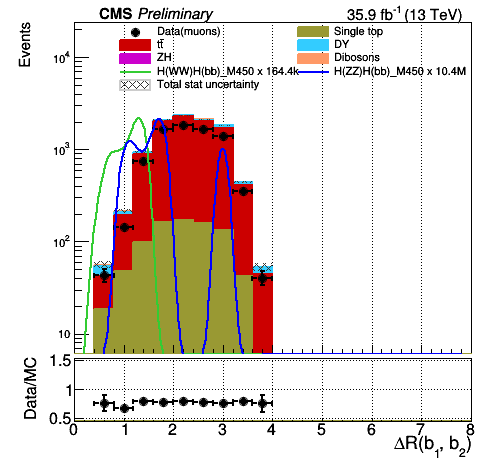 CMS Preliminary 35.9 fb⁻¹ (13 TeV)
Events
Data(muons) Single top
tt̄ DY
ZH Dibosons
H(WW)H(bb)_M450 x 164.4k H(ZZ)H(bb)_M450 x 10.4M
Total stat uncertainty
10⁴
10³
10²
10
Data/MC
1.5
1
0.5
0 1 2 3 4 5 6 7 8
ΔR(b₁, b₂)